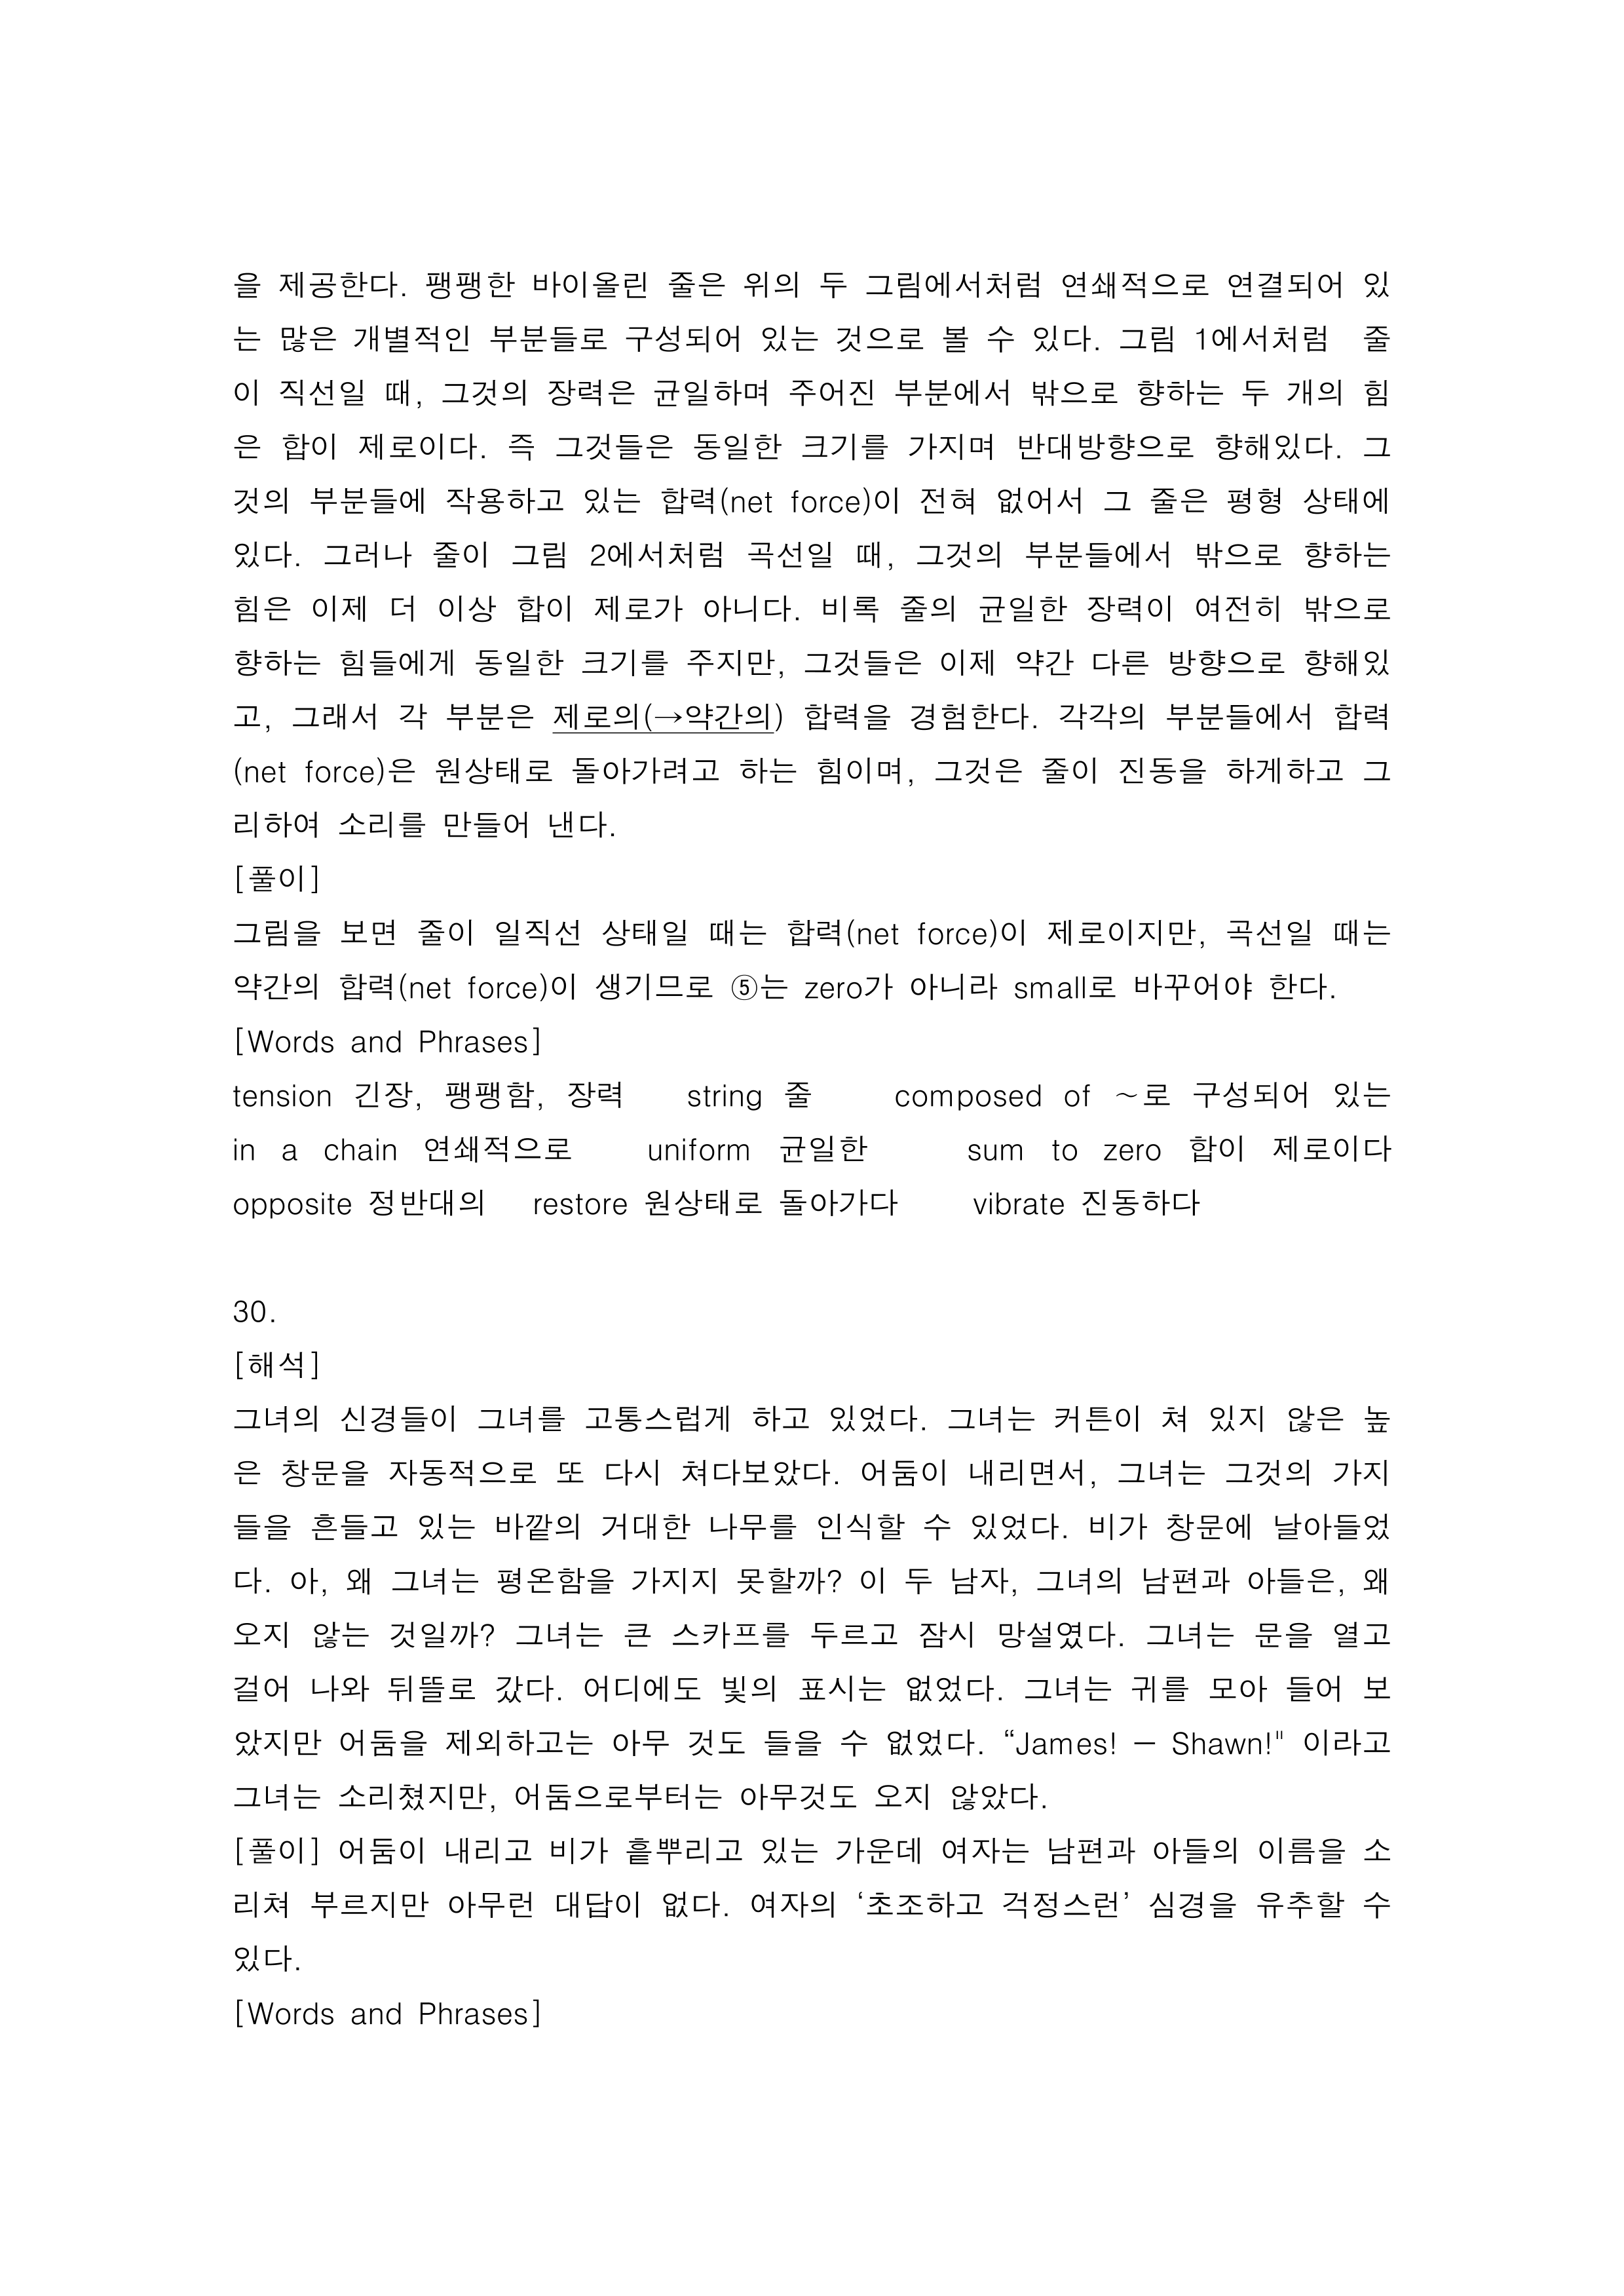 을 제공한다. 팽팽한 바이올린 줄은 위의 두 그림에서처럼 연쇄적으로 연결되어 있
는 많은 개별적인 부분들로 구성되어 있는 것으로 볼 수 있다. 그림 1에서처럼 줄
이 직선일 때, 그것의 장력은 균일하며 주어진 부분에서 밖으로 향하는 두 개의 힘
은 합이 제로이다. 즉 그것들은 동일한 크기를 가지며 반대방향으로 향해있다. 그
것의 부분들에 작용하고 있는 합력(net force)이 전혀 없어서 그 줄은 평형 상태에
있다. 그러나 줄이 그림 2에서처럼 곡선일 때, 그것의 부분들에서 밖으로 향하는
힘은 이제 더 이상 합이 제로가 아니다. 비록 줄의 균일한 장력이 여전히 밖으로
향하는 힘들에게 동일한 크기를 주지만, 그것들은 이제 약간 다른 방향으로 향해있
고, 그래서 각 부분은 제로의(→약간의) 합력을 경험한다. 각각의 부분들에서 합력
(net force)은 원상태로 돌아가려고 하는 힘이며, 그것은 줄이 진동을 하게하고 그
리하여 소리를 만들어 낸다.
[풀이]
그림을 보면 줄이 일직선 상태일 때는 합력(net force)이 제로이지만, 곡선일 때는
약간의 합력(net force)이 생기므로 ⑤는 zero가 아니라 small로 바꾸어야 한다.
[Words and Phrases]
tension 긴장, 팽팽함, 장력 string 줄 composed of ~로 구성되어 있는
in a chain 연쇄적으로 uniform 균일한 sum to zero 합이 제로이다
opposite 정반대의 restore 원상태로 돌아가다 vibrate 진동하다
30.
[해석]
그녀의 신경들이 그녀를 고통스럽게 하고 있었다. 그녀는 커튼이 쳐 있지 않은 높
은 창문을 자동적으로 또 다시 쳐다보았다. 어둠이 내리면서, 그녀는 그것의 가지
들을 흔들고 있는 바깥의 거대한 나무를 인식할 수 있었다. 비가 창문에 날아들었
다. 아, 왜 그녀는 평온함을 가지지 못할까? 이 두 남자, 그녀의 남편과 아들은, 왜
오지 않는 것일까? 그녀는 큰 스카프를 두르고 잠시 망설였다. 그녀는 문을 열고
걸어 나와 뒤뜰로 갔다. 어디에도 빛의 표시는 없었다. 그녀는 귀를 모아 들어 보
았지만 어둠을 제외하고는 아무 것도 들을 수 없었다. “James! — Shawn!" 이라고
그녀는 소리쳤지만, 어둠으로부터는 아무것도 오지 않았다.
[풀이] 어둠이 내리고 비가 흩뿌리고 있는 가운데 여자는 남편과 아들의 이름을 소
리쳐 부르지만 아무런 대답이 없다. 여자의 ‘초조하고 걱정스런’ 심경을 유추할 수
있다.
[Words and Phrases]